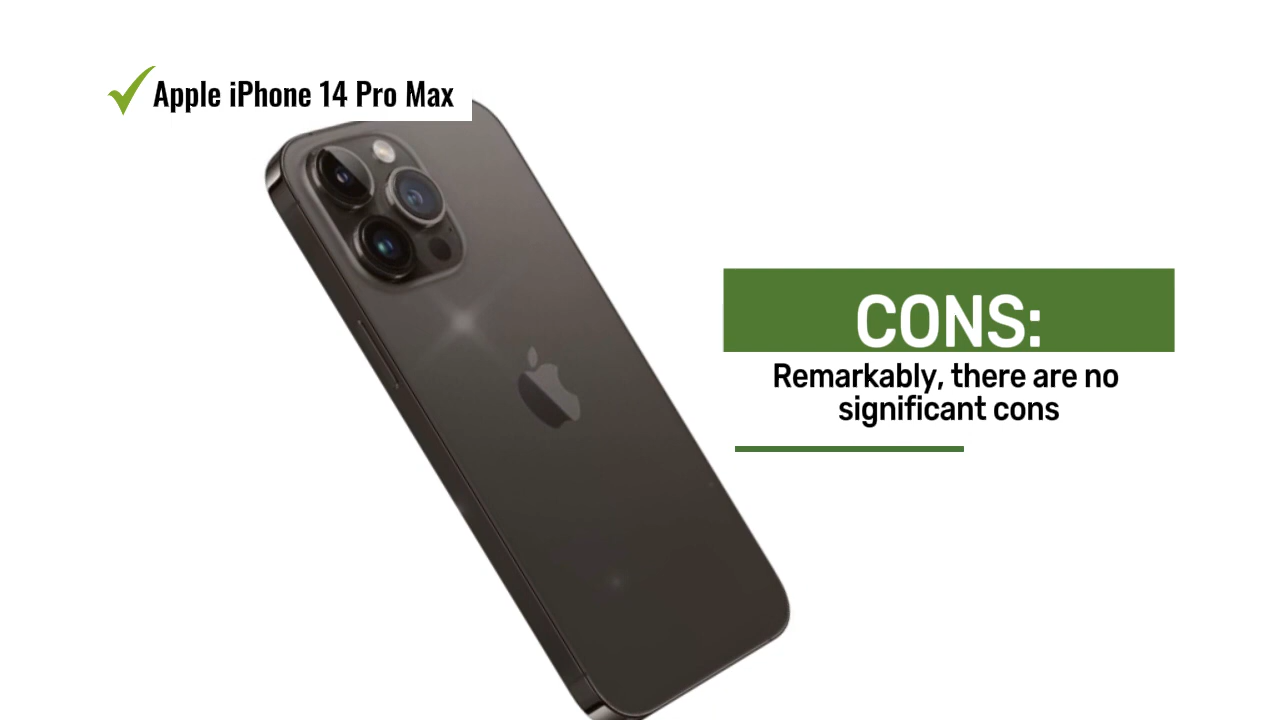 Apple iPhone 14 Pro Max
CONS:
Remarkably, there are no
significant cons